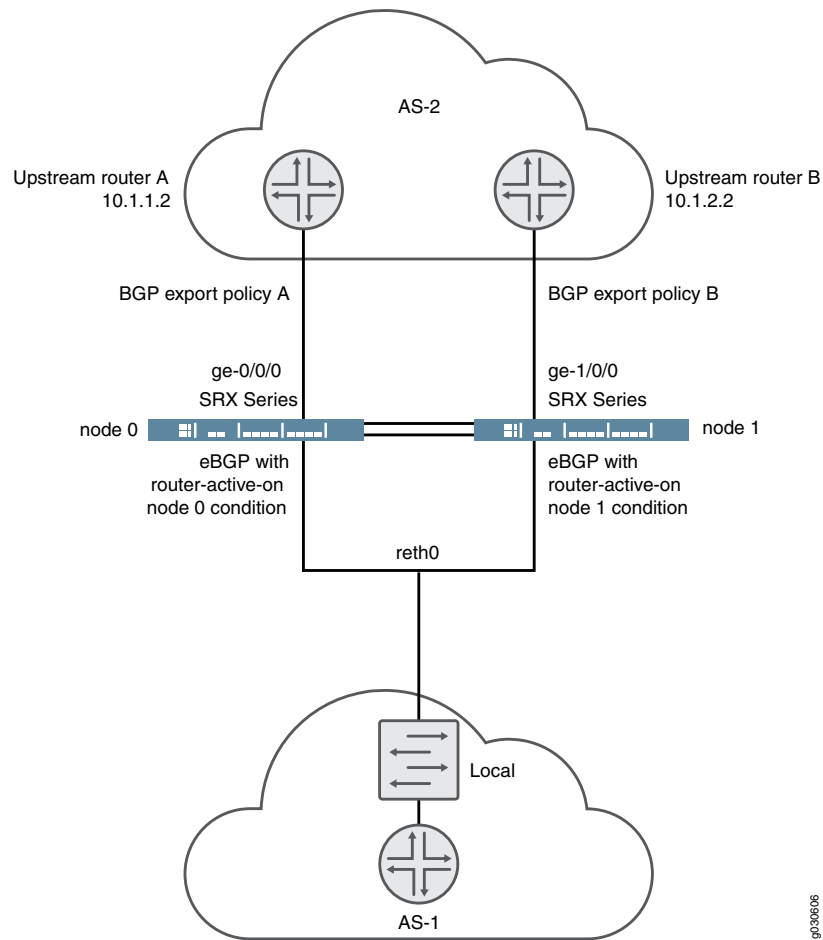 AS-2
Upstream router A
10.1.1.2
Upstream router B
10.1.2.2
BGP export policy A
BGP export policy B
ge-0/0/0
SRX Series
ge-1/0/0
SRX Series
node 0
node 1
eBGP with
router-active-on
node 0 condition
eBGP with
router-active-on
node 1 condition
reth0
Local
AS-1
g030606